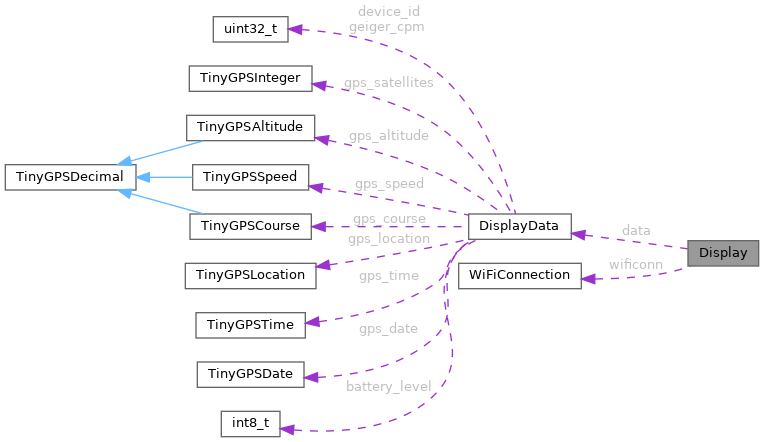 device_id
geiger_cpm
uint32_t
TinyGPSInteger
gps_satellites
TinyGPSAltitude
gps_altitude
TinyGPSDecimal
TinyGPSSpeed
gps_speed
TinyGPSCourse
gps_course
DisplayData
data
Display
gps_location
TinyGPSLocation
gps_time
WiFiConnection
wificonn
TinyGPSTime
gps_date
TinyGPSDate
battery_level
int8_t